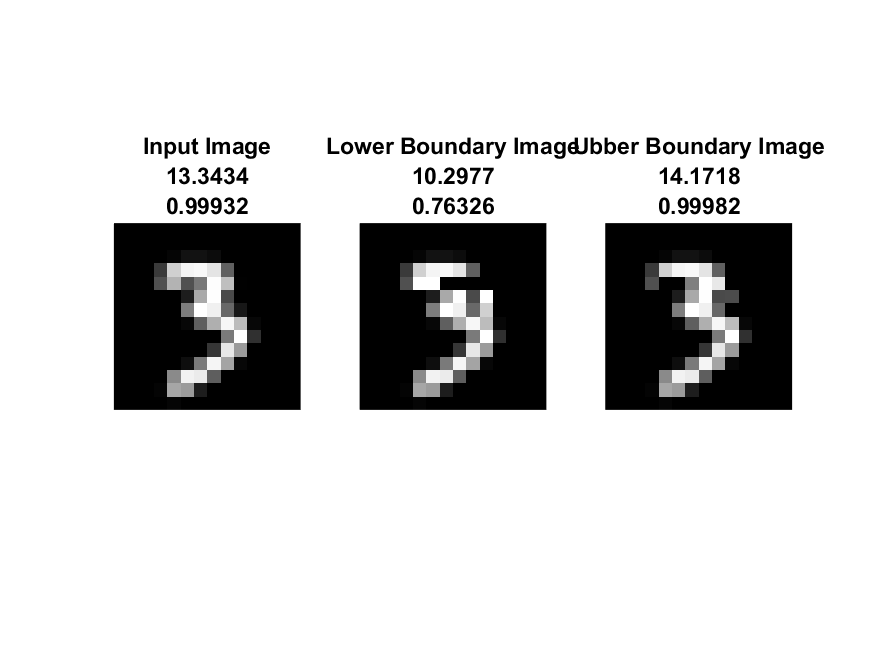 Input Image
13.3434
0.99932
Lower Boundary Image
10.2977
0.76326
Ubber Boundary Image
14.1718
0.99982